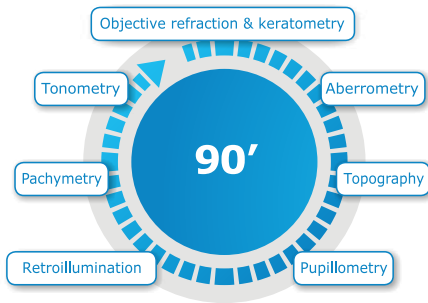 Objective refraction & keratometry
Tonometry
Aberrometry
90′
Pachymetry
Topography
Retroillumination
Pupillometry